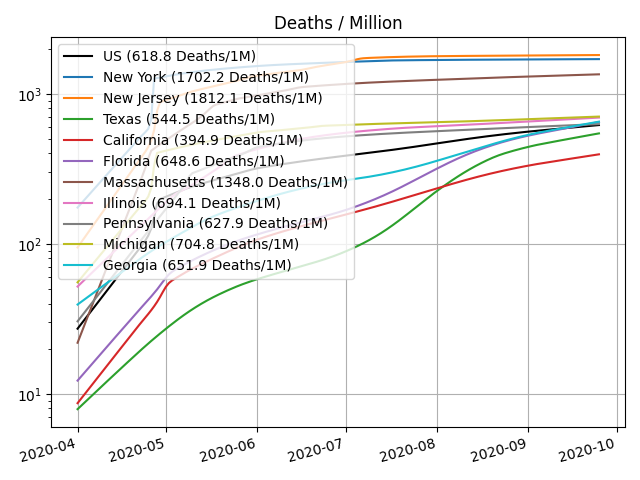 Deaths / Million
US (618.8 Deaths/1M)
New York (1702.2 Deaths/1M)
New Jersey (1812.1 Deaths/1M)
Texas (544.5 Deaths/1M)
California (394.9 Deaths/1M)
Florida (648.6 Deaths/1M)
Massachusetts (1348.0 Deaths/1M)
Illinois (694.1 Deaths/1M)
Pennsylvania (627.9 Deaths/1M)
Michigan (704.8 Deaths/1M)
Georgia (651.9 Deaths/1M)
10³
10²
10¹
2020-04 2020-05 2020-06 2020-07 2020-08 2020-09 2020-10